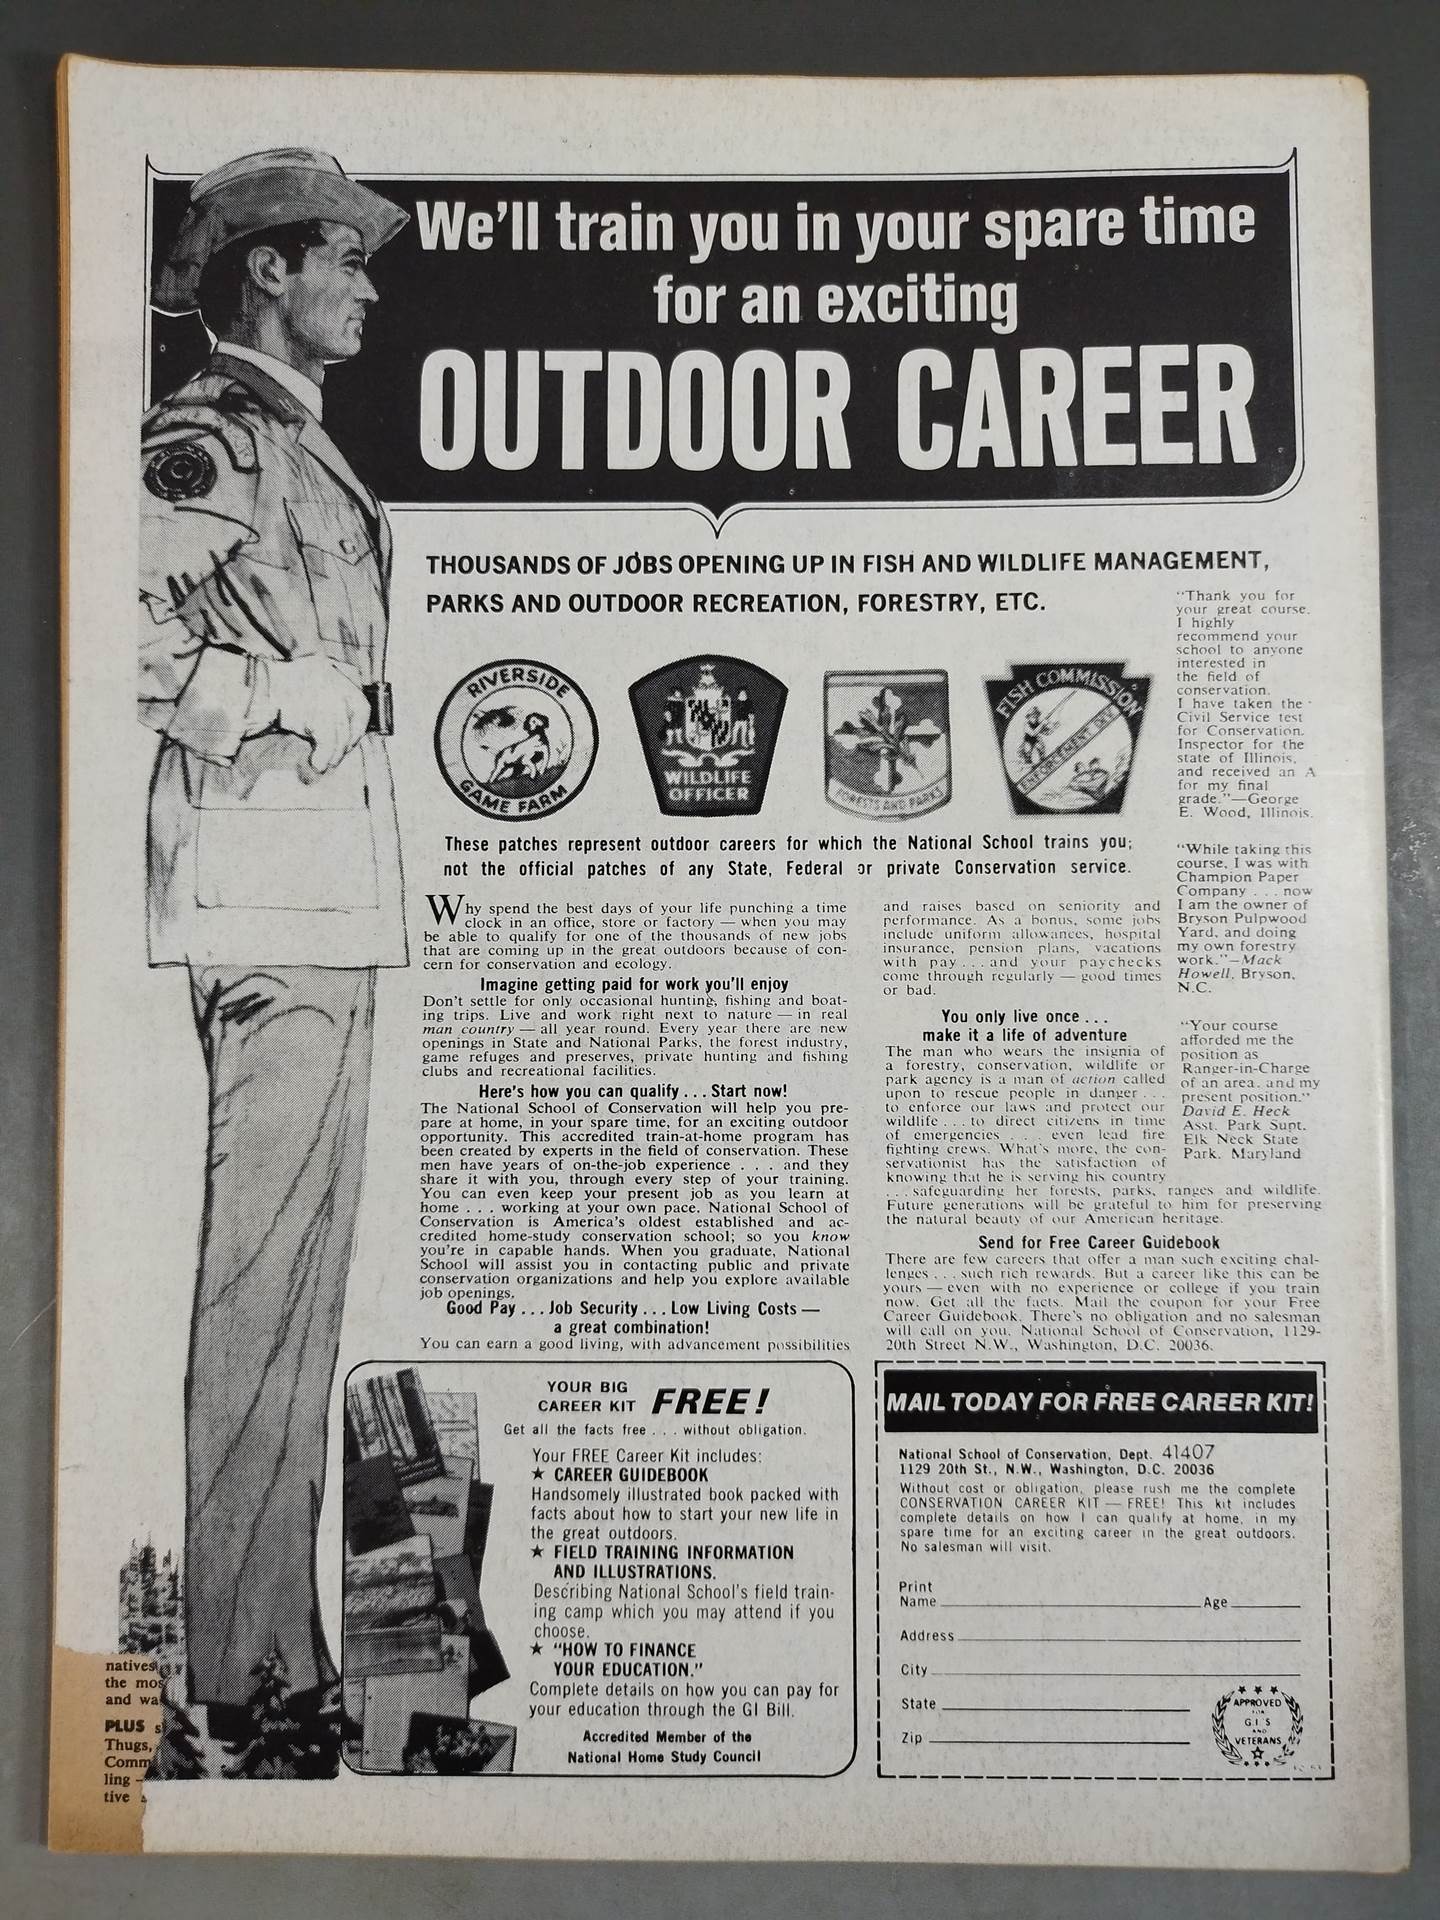 We'll train you in your spare time
for an exciting
OUTDOOR CAREER
THOUSANDS OF JOBS OPENING UP IN FISH AND WILDLIFE MANAGEMENT,
PARKS AND OUTDOOR RECREATION, FORESTRY, ETC.
RIVERSIDE
GAME FARM
WILDLIFE
OFFICER
FORESTS AND PARKS
FISH COMMISSION
ENFORCEMENT DIV.
These patches represent outdoor careers for which the National School trains you;
not the official patches of any State, Federal or private Conservation service.
Why spend the best days of your life punching a time
clock in an office, store or factory — when you may
be able to qualify for one of the thousands of new jobs
that are coming up in the great outdoors because of con-
cern for conservation and ecology.
Imagine getting paid for work you'll enjoy
Don't settle for only occasional hunting, fishing and boat-
ing trips. Live and work right next to nature — in real
man country — all year round. Every year there are new
openings in State and National Parks, the forest industry,
game refuges and preserves, private hunting and fishing
clubs and recreational facilities.
Here's how you can qualify . . . Start now!
The National School of Conservation will help you pre-
pare at home, in your spare time, for an exciting outdoor
opportunity. This accredited train-at-home program has
been created by experts in the field of conservation. These
men have years of on-the-job experience . . . and they
share it with you, through every step of your training.
You can even keep your present job as you learn at
home . . . working at your own pace. National School of
Conservation is America's oldest established and ac-
credited home-study conservation school; so you know
you're in capable hands. When you graduate, National
School will assist you in contacting public and private
conservation organizations and help you explore available
job openings.
Good Pay . . . Job Security . . . Low Living Costs —
a great combination!
You can earn a good living, with advancement possibilities
and raises based on seniority and
performance. As a bonus, some jobs
include uniform allowances, hospital
insurance, pension plans, vacations
with pay . . . and your paychecks
come through regularly — good times
or bad.
You only live once . . .
make it a life of adventure
The man who wears the insignia of
a forestry, conservation, wildlife or
park agency is a man of action called
upon to rescue people in danger . . .
to enforce our laws and protect our
wildlife . . . to direct citizens in time
of emergencies . . . even lead fire
fighting crews. What's more, the con-
servationist has the satisfaction of
knowing that he is serving his country
. . . safeguarding her forests, parks, ranges and wildlife.
Future generations will be grateful to him for preserving
the natural beauty of our American heritage.
Send for Free Career Guidebook
There are few careers that offer a man such exciting chal-
lenges . . . such rich rewards. But a career like this can be
yours — even with no experience or college if you train
now. Get all the facts. Mail the coupon for your Free
Career Guidebook. There's no obligation and no salesman
will call on you. National School of Conservation, 1129-
20th Street N.W., Washington, D.C. 20036.
"Thank you for
your great course.
I highly
recommend your
school to anyone
interested in
the field of
conservation.
I have taken the
Civil Service test
for Conservation.
Inspector for the
state of Illinois,
and received an A
for my final
grade."—George
E. Wood, Illinois.
"While taking this
course, I was with
Champion Paper
Company . . . now
I am the owner of
Bryson Pulpwood
Yard, and doing
my own forestry
work."—Mack
Howell, Bryson,
N.C.
"Your course
afforded me the
position as
Ranger-in-Charge
of an area, and my
present position."
David E. Heck
Asst. Park Supt.
Elk Neck State
Park, Maryland
YOUR BIG
CAREER KIT FREE!
Get all the facts free . . . without obligation.
Your FREE Career Kit includes:
★ CAREER GUIDEBOOK
Handsomely illustrated book packed with
facts about how to start your new life in
the great outdoors.
★ FIELD TRAINING INFORMATION
AND ILLUSTRATIONS.
Describing National School's field train-
ing camp which you may attend if you
choose.
★ "HOW TO FINANCE
YOUR EDUCATION."
Complete details on how you can pay for
your education through the GI Bill.
Accredited Member of the
National Home Study Council
MAIL TODAY FOR FREE CAREER KIT!
National School of Conservation, Dept. 41407
1129 20th St., N.W., Washington, D.C. 20036
Without cost or obligation, please rush me the complete
CONSERVATION CAREER KIT — FREE! This kit includes
complete details on how I can qualify at home, in my
spare time for an exciting career in the great outdoors.
No salesman will visit.
Print
Name Age
Address
City
State
Zip
APPROVED
FOR
G.I.'S
AND
VETERANS
natives
the mos
and wa
PLUS s
Thugs,
Comm
ling —
tive